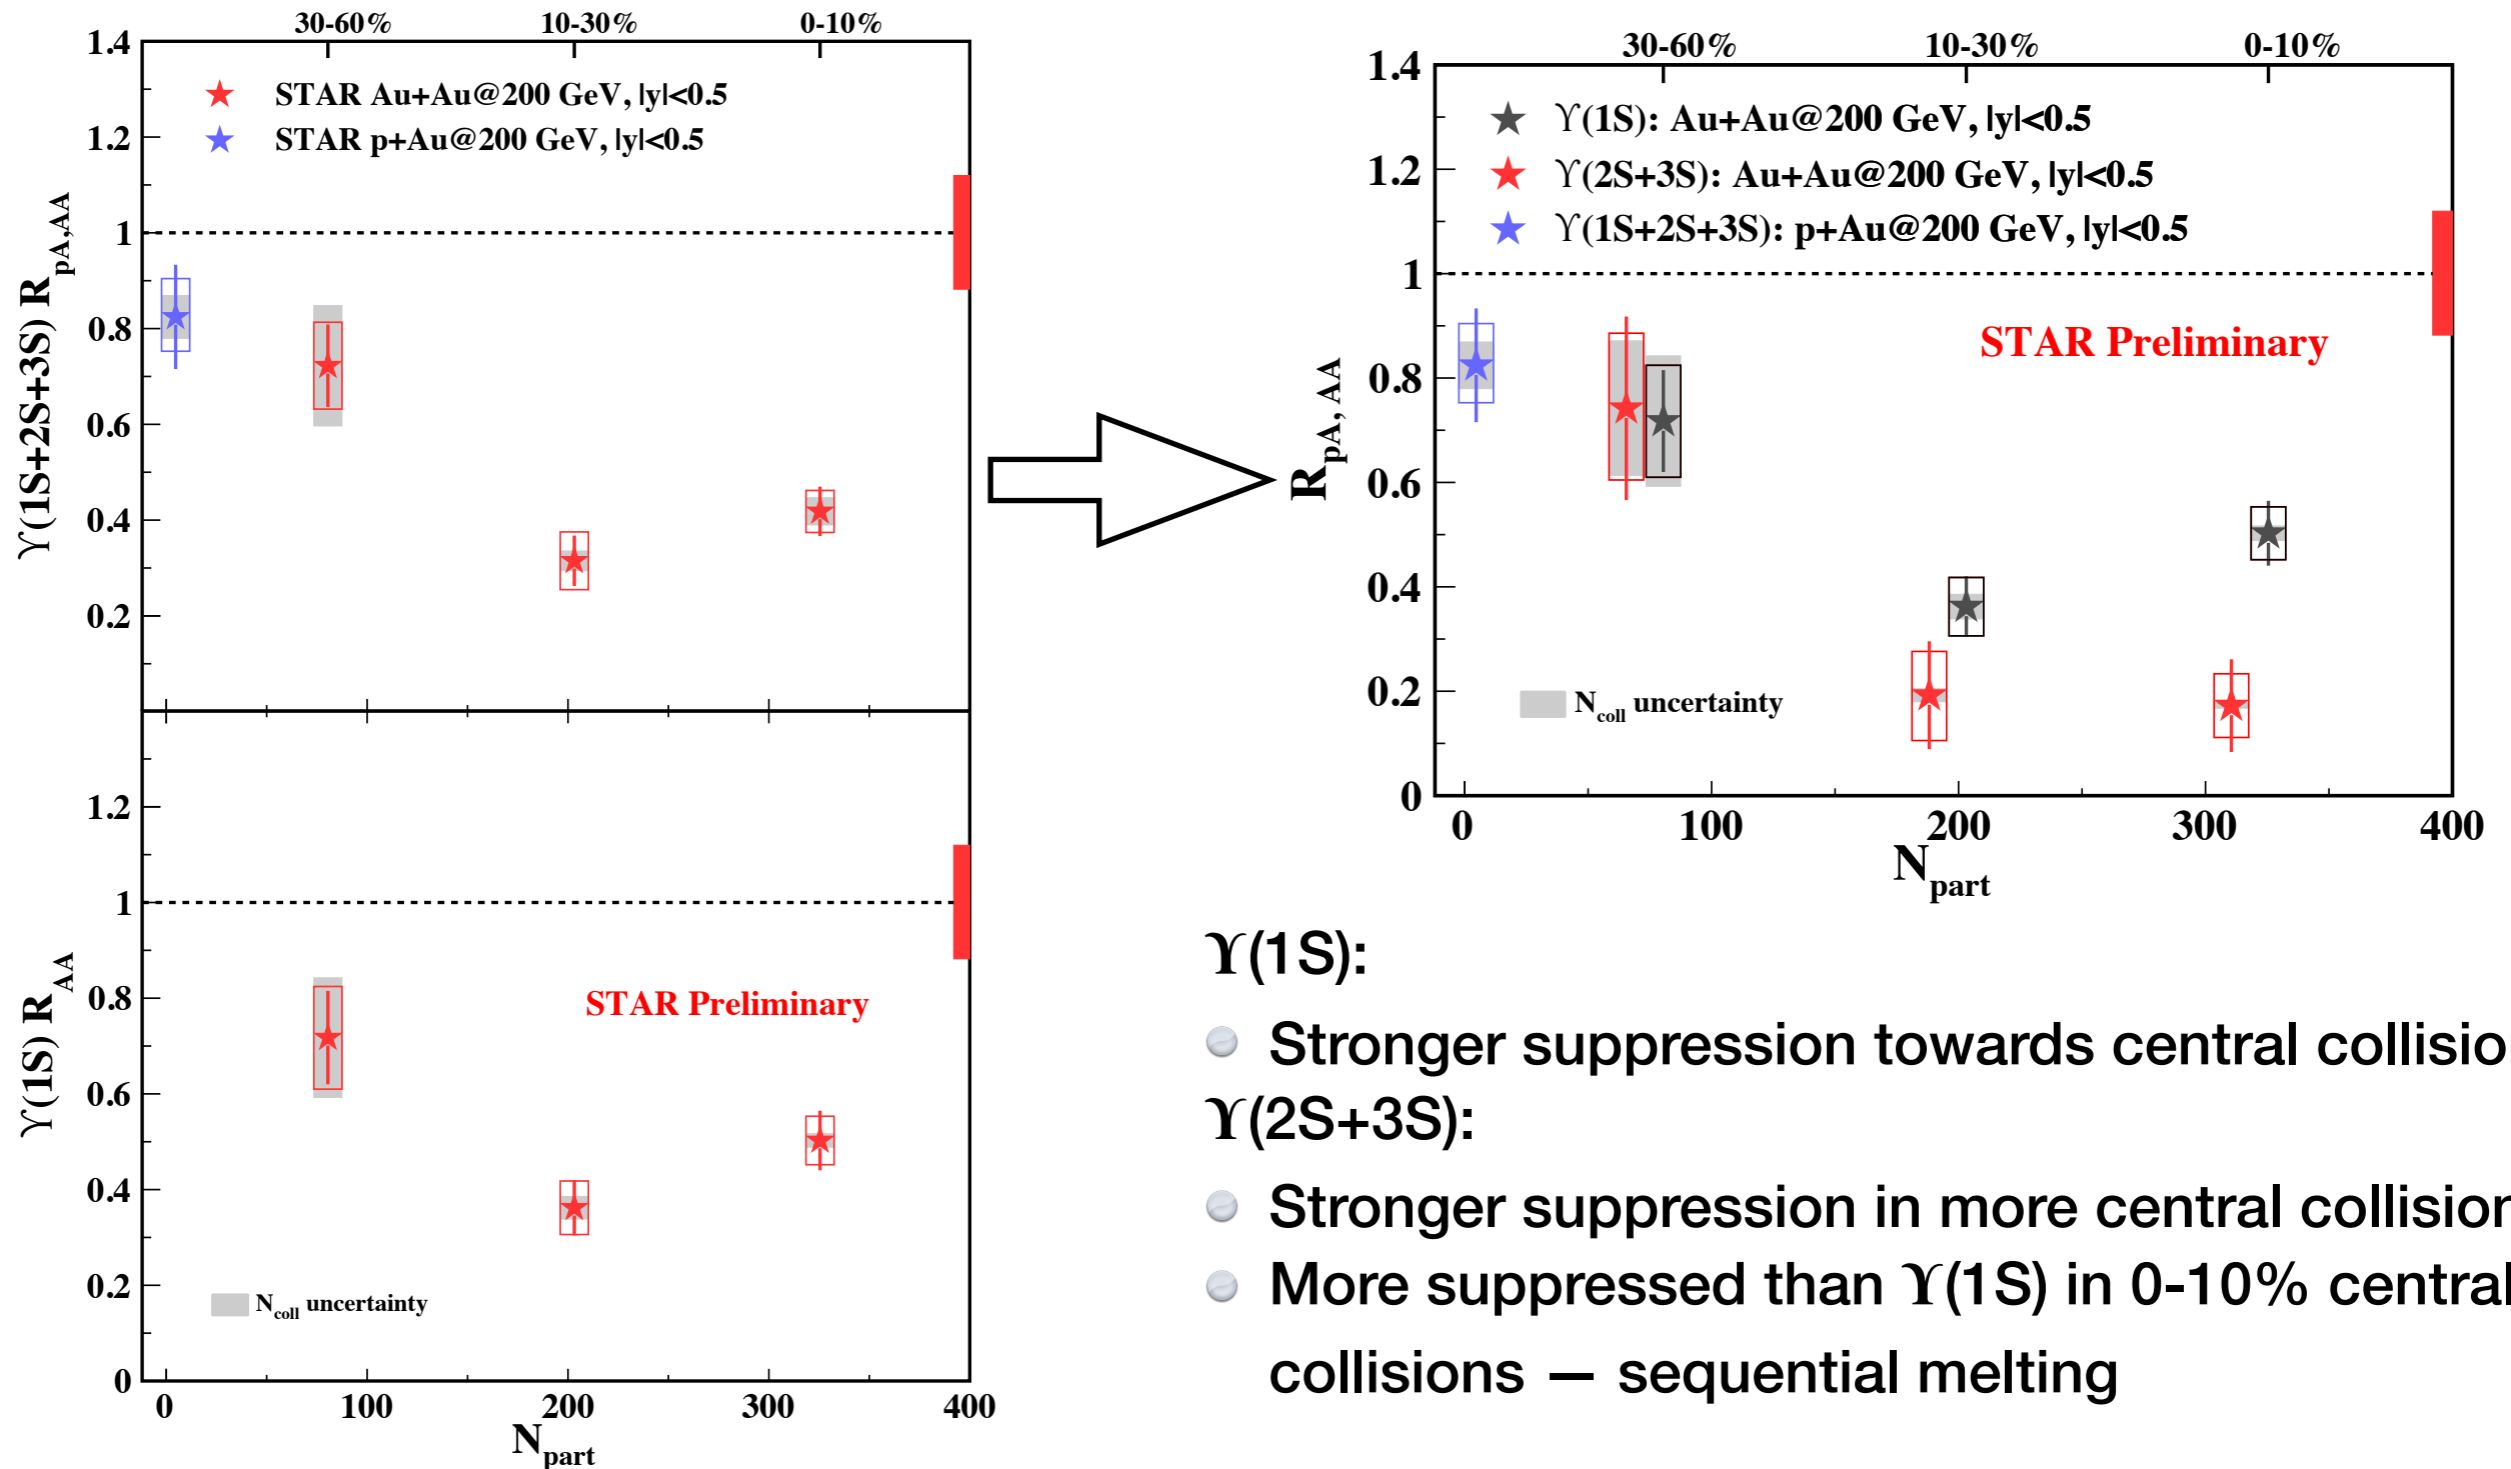 30-60% 10-30% 0-10%
1.4
1.2
1
0.8
0.6
0.4
0.2
ϒ(1S+2S+3S) R pA,AA
STAR Au+Au@200 GeV, |y|<0.5
STAR p+Au@200 GeV, |y|<0.5
1.2
1
0.8
0.6
0.4
0.2
0
ϒ(1S) R AA
STAR Preliminary
N coll uncertainty
0 100 200 300 400
N part
30-60% 10-30% 0-10%
1.4
1.2
1
0.8
0.6
0.4
0.2
0
R pA, AA
ϒ(1S): Au+Au@200 GeV, |y|<0.5
ϒ(2S+3S): Au+Au@200 GeV, |y|<0.5
ϒ(1S+2S+3S): p+Au@200 GeV, |y|<0.5
STAR Preliminary
N coll uncertainty
0 100 200 300 400
N part
ϒ(1S):
Stronger suppression towards central collisio
ϒ(2S+3S):
Stronger suppression in more central collision
More suppressed than ϒ(1S) in 0-10% central
collisions — sequential melting